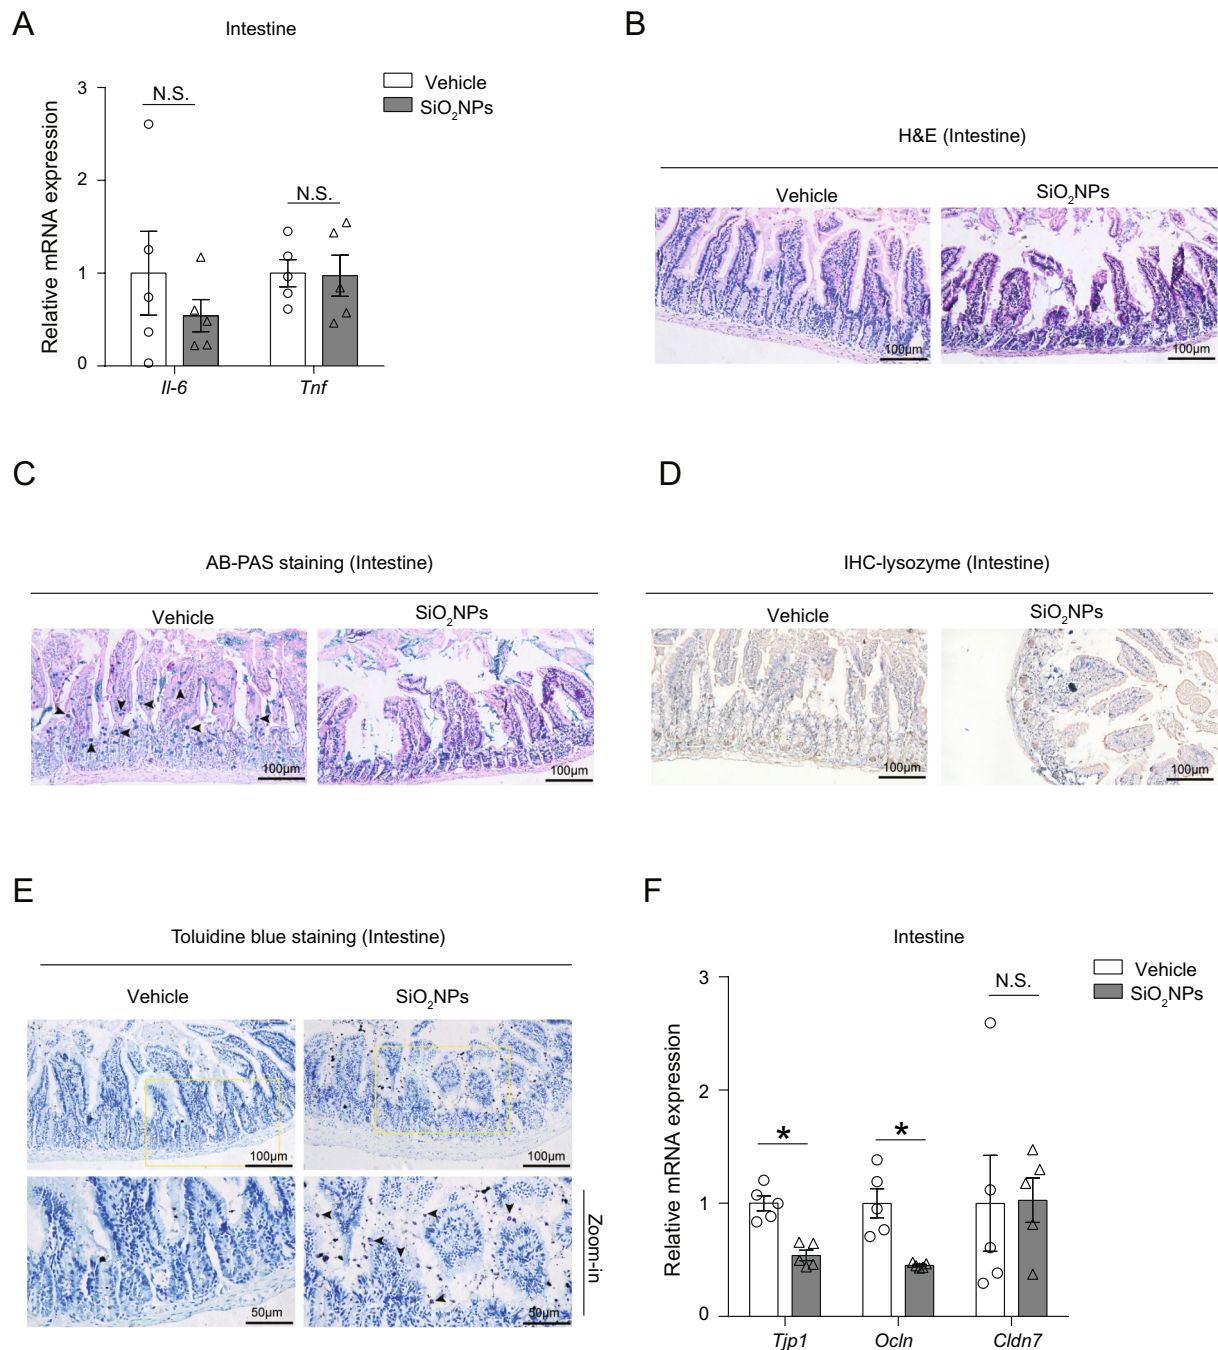 A
Intestine
Vehicle
SiO2NPs
N.S.
N.S.
Relative mRNA expression
3
2
1
0
Il-6
Tnf
B
H&E (Intestine)
Vehicle
SiO2NPs
100µm
100µm
C
AB-PAS staining (Intestine)
Vehicle
SiO2NPs
100µm
100µm
D
IHC-lysozyme (Intestine)
Vehicle
SiO2NPs
100µm
100µm
E
Toluidine blue staining (Intestine)
Vehicle
SiO2NPs
100µm
100µm
50µm
50µm
Zoom-in
F
Intestine
Vehicle
SiO2NPs
N.S.
*
*
Relative mRNA expression
3
2
1
0
Tjp1
Ocln
Cldn7